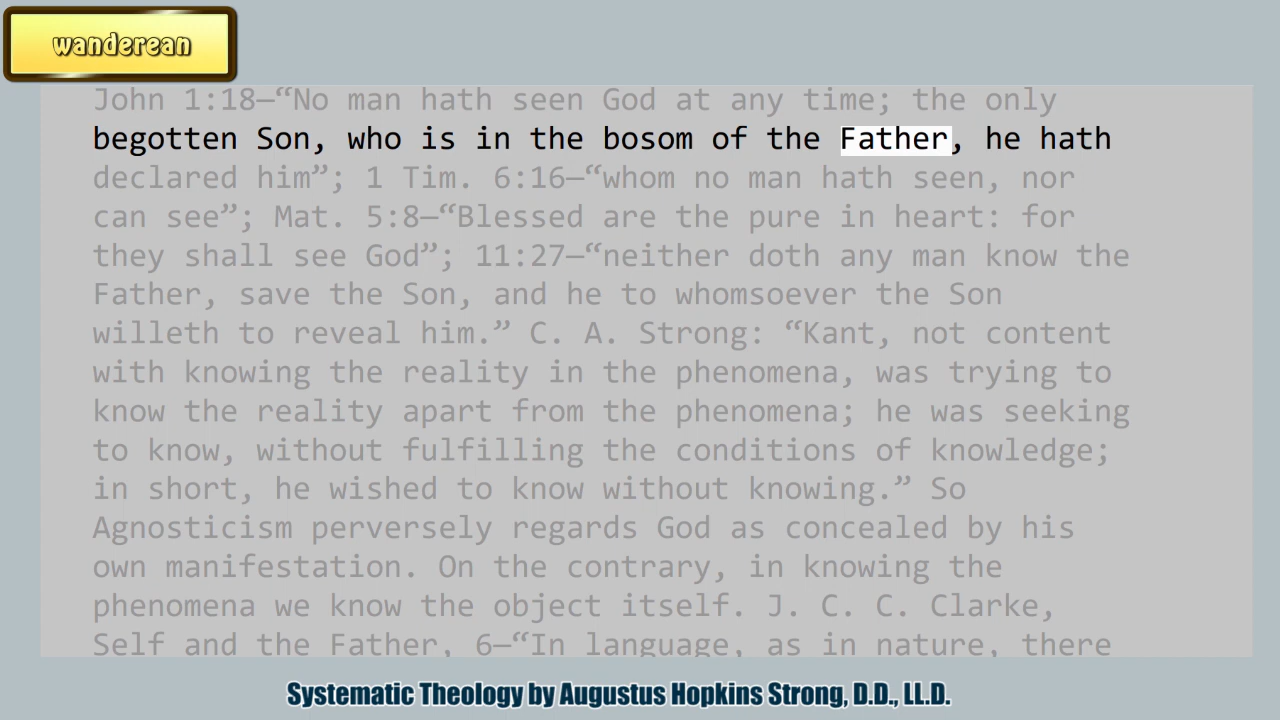 wanderean
John 1:18—“No man hath seen God at any time; the only
begotten Son, who is in the bosom of the Father, he hath
declared him”; 1 Tim. 6:16—“whom no man hath seen, nor
can see”; Mat. 5:8—“Blessed are the pure in heart: for
they shall see God”; 11:27—“neither doth any man know the
Father, save the Son, and he to whomsoever the Son
willeth to reveal him.” C. A. Strong: “Kant, not content
with knowing the reality in the phenomena, was trying to
know the reality apart from the phenomena; he was seeking
to know, without fulfilling the conditions of knowledge;
in short, he wished to know without knowing.” So
Agnosticism perversely regards God as concealed by his
own manifestation. On the contrary, in knowing the
phenomena we know the object itself. J. C. C. Clarke,
Self and the Father, 6—“In language, as in nature, there
Systematic Theology by Augustus Hopkins Strong, D.D., LL.D.